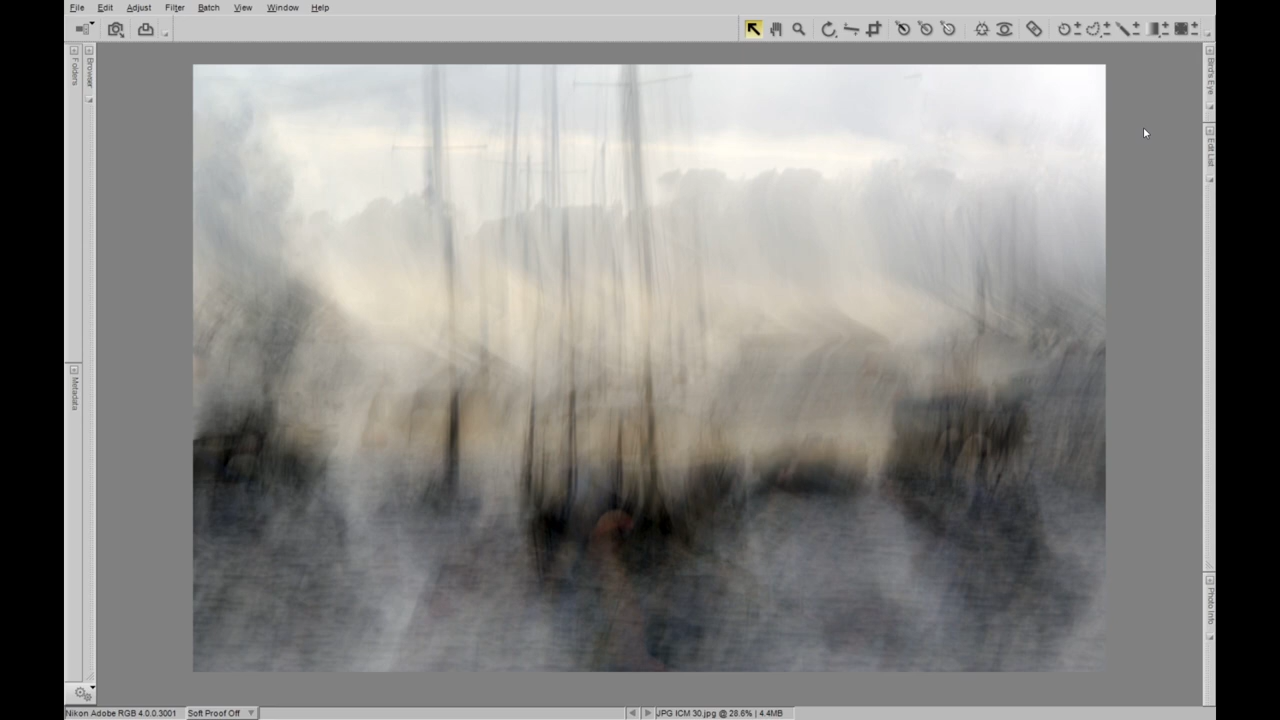 File Edit Adjust Filter Batch View Window Help
Folders
Browser
Metadata
Bird's Eye
Edit List
Photo Info
Nikon Adobe RGB 4.0.0.3001 Soft Proof Off JPG ICM 30.jpg @ 28.6% | 4.4MB